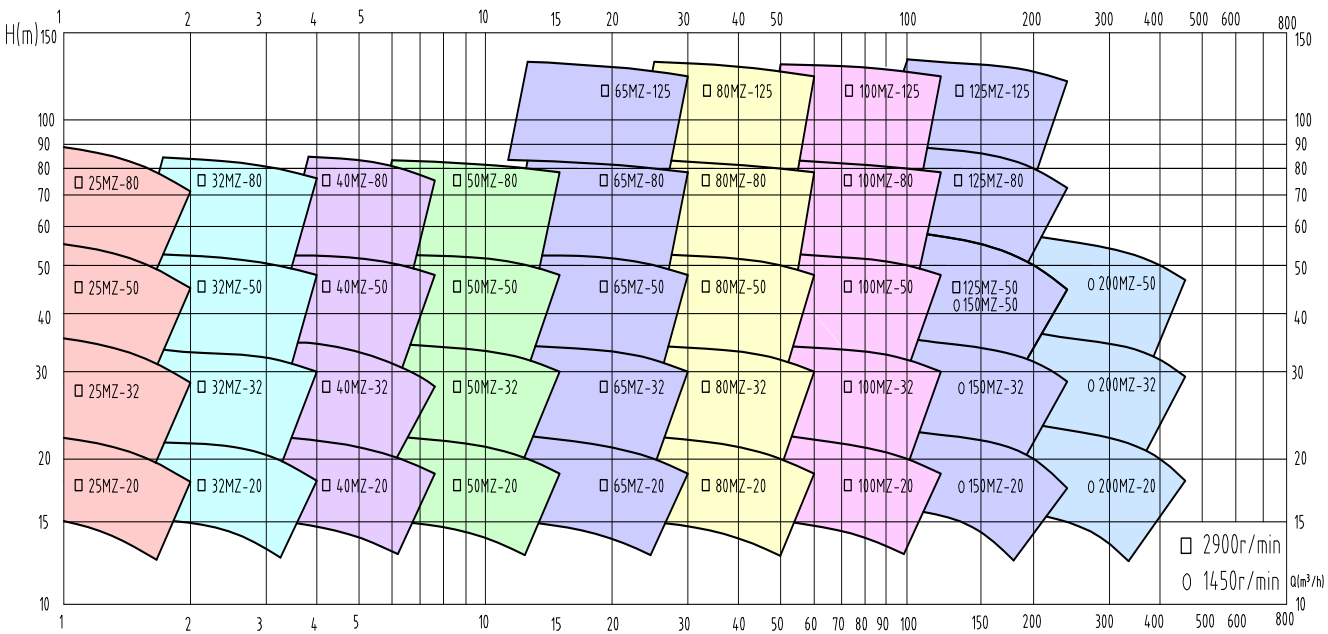 1 2 3 4 5 10 15 20 30 40 50 100 200 300 400 600 800
H(m) 150 150
65MZ-125 80MZ-125 100MZ-125 125MZ-125
100 100
90 90
80 80
25MZ-80 32MZ-80 40MZ-80 50MZ-80 65MZ-80 80MZ-80 100MZ-80 125MZ-80
70 70
60 60
50 50
25MZ-50 32MZ-50 40MZ-50 50MZ-50 65MZ-50 80MZ-50 100MZ-50 125MZ-50 200MZ-50
150MZ-50
40 40
30 30
25MZ-32 32MZ-32 40MZ-32 50MZ-32 65MZ-32 80MZ-32 100MZ-32 150MZ-32 200MZ-32
20 20
25MZ-20 32MZ-20 40MZ-20 50MZ-20 65MZ-20 80MZ-20 100MZ-20 150MZ-20 200MZ-20
15 15
□ 2900r/min
○ 1450r/min Q(m³/h)
10 10
1 2 3 4 5 10 15 20 30 40 50 60 70 80 90 100 150 200 300 400 500 600 800